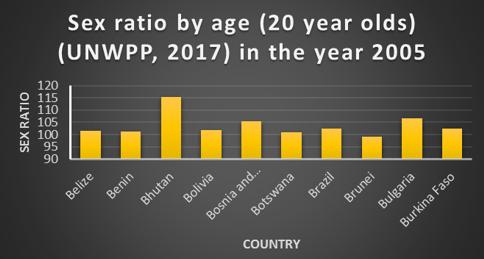 Sex ratio by age (20 year olds)
(UNWPP, 2017) in the year 2005
SEX RATIO
120
115
110
105
100
95
90
Belize
Benin
Bhutan
Bolivia
Bosnia and...
Botswana
Brazil
Brunei
Bulgaria
Burkina Faso
COUNTRY